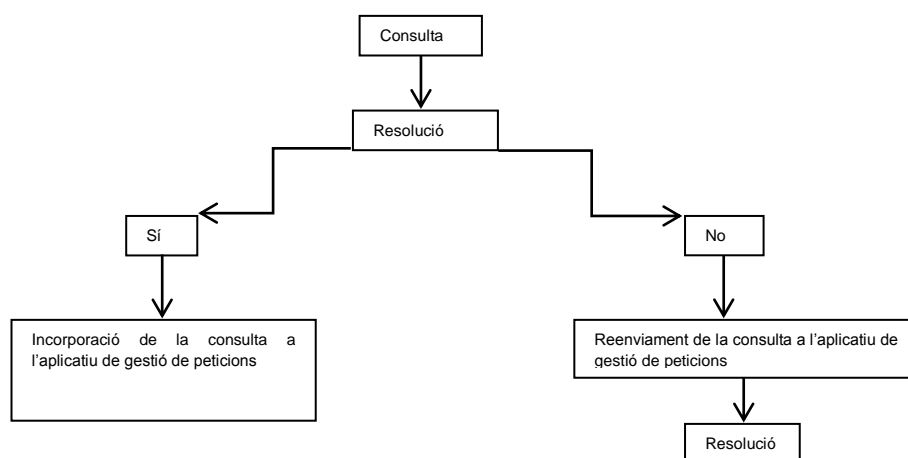 Consulta
Resolució
Sí
No
Incorporació de la consulta a
l’aplicatiu de gestió de peticions
Reenviament de la consulta a l’aplicatiu de
gestió de peticions
Resolució